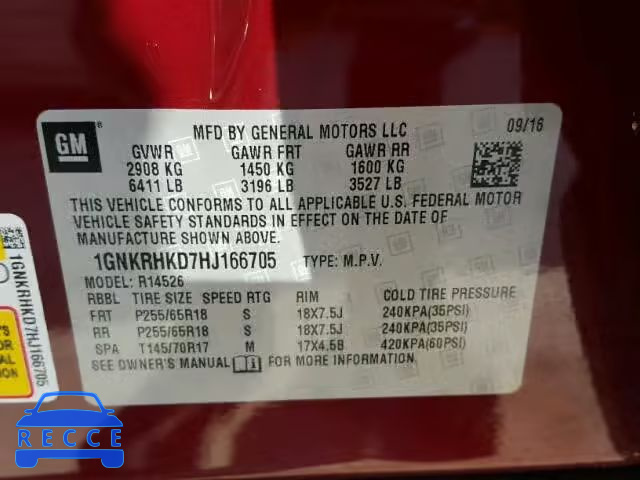 GM
®
MFD BY GENERAL MOTORS LLC
09/16
GVWR GAWR FRT GAWR RR
2908 KG 1450 KG 1600 KG
6411 LB 3196 LB 3527 LB
THIS VEHICLE CONFORMS TO ALL APPLICABLE U.S. FEDERAL MOTOR
VEHICLE SAFETY STANDARDS IN EFFECT ON THE DATE OF
MANUFACTURE SHOWN ABOVE.
1GNKRHKD7HJ166705 TYPE: M.P.V.
MODEL: R14526
RBBL TIRE SIZE SPEED RTG RIM COLD TIRE PRESSURE
FRT P255/65R18 S 18X7.5J 240KPA(35PSI)
RR P255/65R18 S 18X7.5J 240KPA(35PSI)
SPA T145/70R17 M 17X4.5B 420KPA(60PSI)
SEE OWNER'S MANUAL FOR MORE INFORMATION.
1GNKRHKD7HJ166705
RECCE